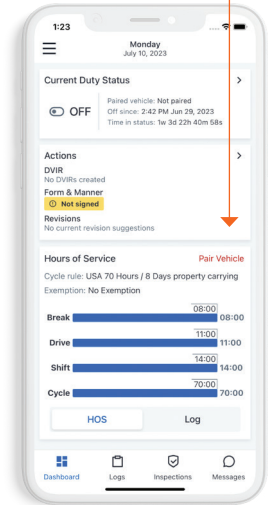 1:23
Monday
July 10, 2023
Current Duty Status >
OFF
Paired vehicle: Not paired
Off since: 2:42 PM Jun 29, 2023
Time in status: 1w 3d 22h 40m 58s
Actions >
DVIR
No DVIRs created
Form & Manner
Not signed
Revisions
No current revision suggestions
Hours of Service Pair Vehicle
Cycle rule: USA 70 Hours / 8 Days property carrying
Exemption: No Exemption
08:00
Break 08:00
11:00
Drive 11:00
14:00
Shift 14:00
70:00
Cycle 70:00
HOS Log
Dashboard Logs Inspections Messages